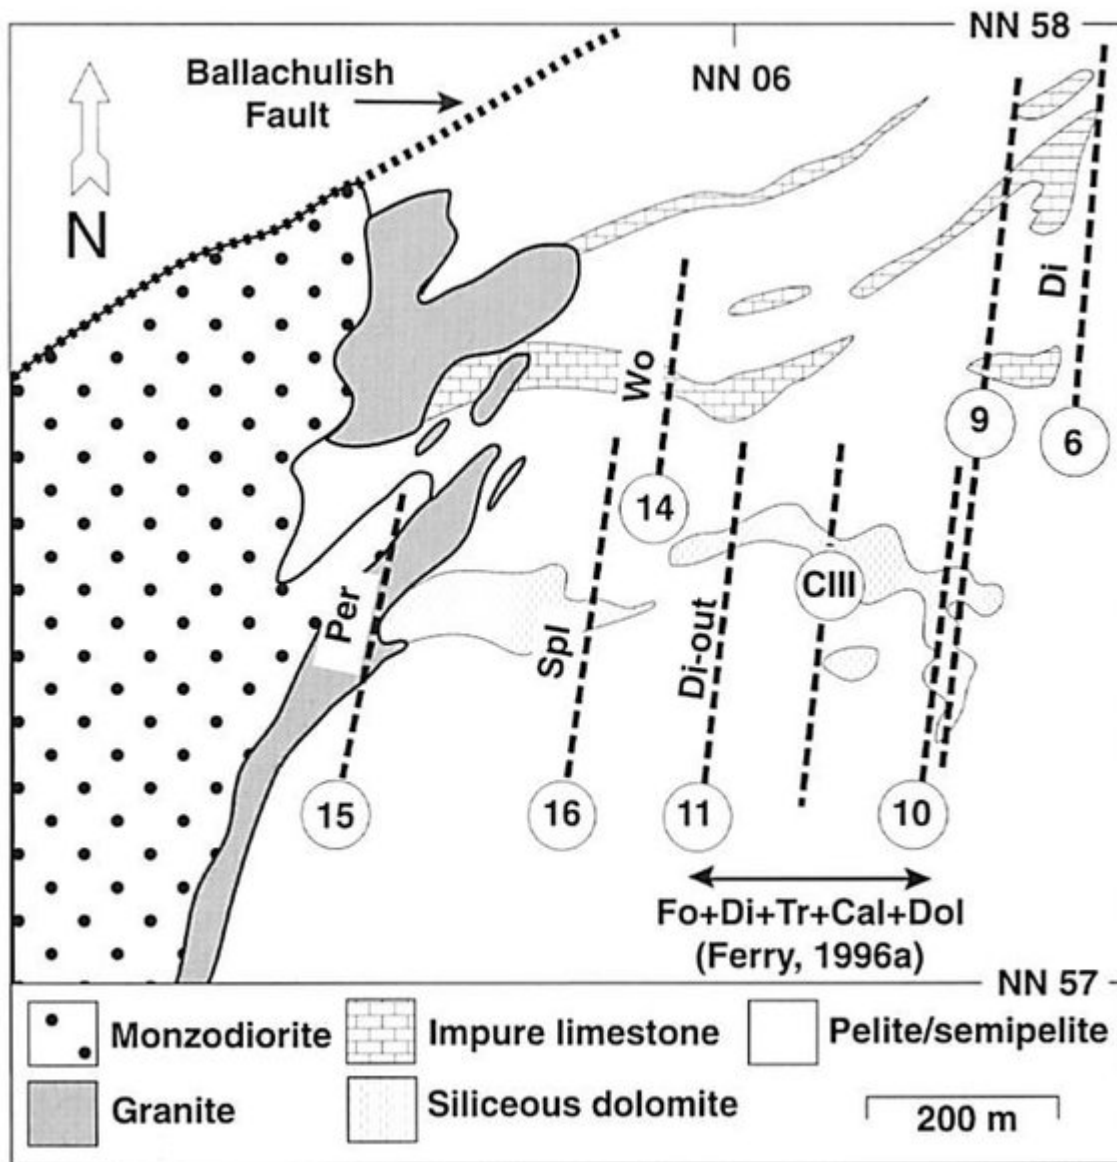 NN 58
Ballachulish
Fault
NN 06
N
Di
Wo
9
6
14
Per
Spl
Di-out
CIII
15
16
11
10
Fo+Di+Tr+Cal+Dol
(Ferry, 1996a)
NN 57
Monzodiorite
Impure limestone
Pelite/semipelite
Granite
Siliceous dolomite
200 m